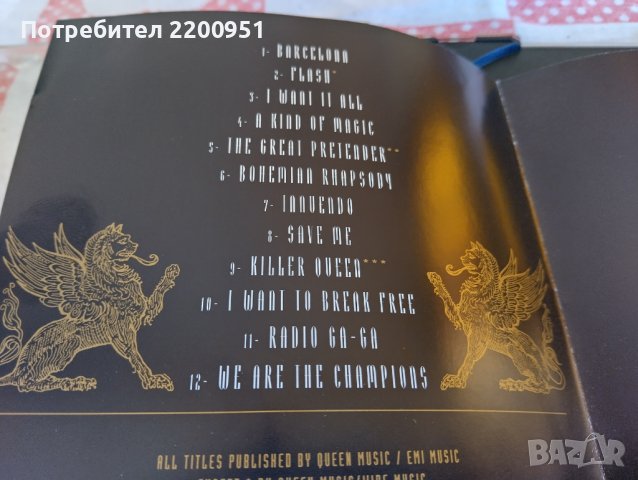 Потребител 2200951
1- BARCELONA
2- FLASH*
3- I WANT IT ALL
4- A KIND OF MAGIC
5- THE GREAT PRETENDER**
6- BOHEMIAN RHAPSODY
7- INNUENDO
8- SAVE ME
9- KILLER QUEEN***
10- I WANT TO BREAK FREE
11- RADIO GA-GA
12- WE ARE THE CHAMPIONS
ALL TITLES PUBLISHED BY QUEEN MUSIC / EMI MUSIC
BAZAR